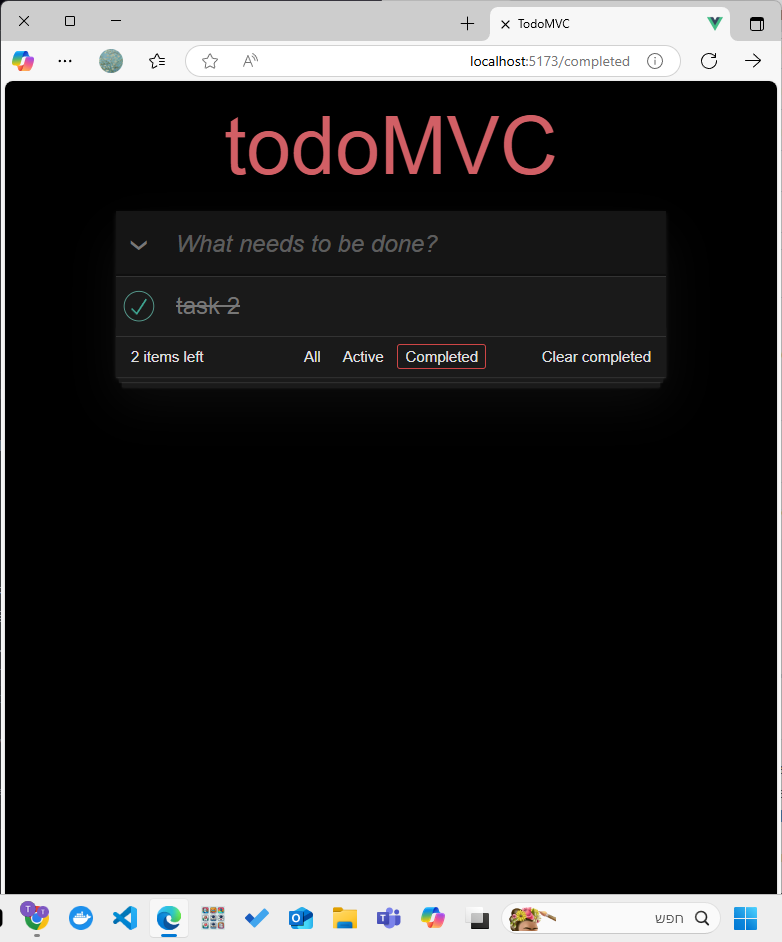 TodoMVC
localhost:5173/completed
todoMVC
What needs to be done?
task 2
2 items left
All
Active
Completed
Clear completed
חפש